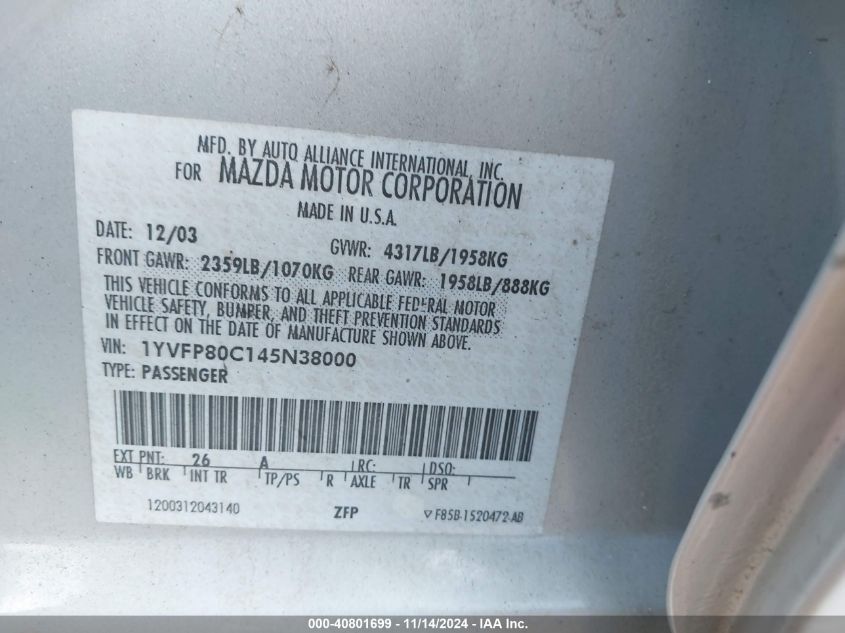 MFD. BY AUTO ALLIANCE INTERNATIONAL, INC.
FOR MAZDA MOTOR CORPORATION
MADE IN U.S.A.
DATE: 12/03 GVWR: 4317LB/1958KG
FRONT GAWR: 2359LB/1070KG REAR GAWR: 1958LB/888KG
THIS VEHICLE CONFORMS TO ALL APPLICABLE FEDERAL MOTOR
VEHICLE SAFETY, BUMPER, AND THEFT PREVENTION STANDARDS
IN EFFECT ON THE DATE OF MANUFACTURE SHOWN ABOVE.
VIN: 1YVFP80C145N38000
TYPE: PASSENGER
EXT PNT: 26 A RC: DSO:
WB BRK INT TR TP/PS R AXLE TR SPR
1200312043140 ZFP ▽ F85B-1520472-AB
000-40801699 - 11/14/2024 - IAA Inc.